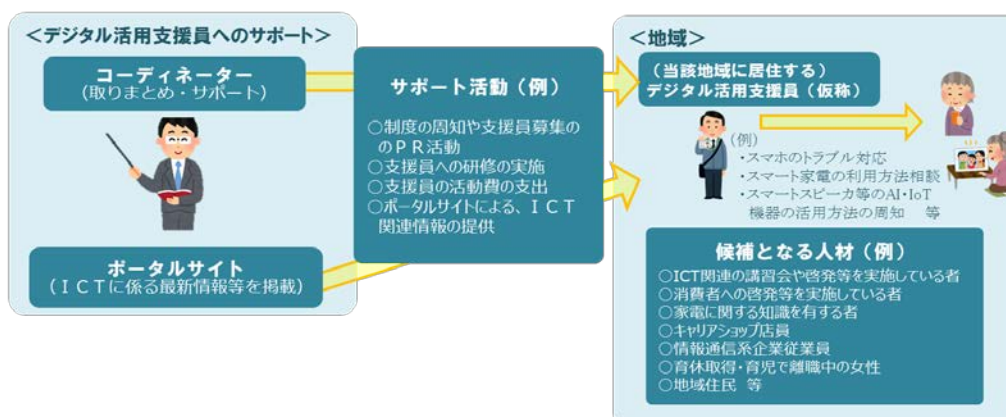 ＜デジタル活用支援員へのサポート＞
コーディネーター
（取りまとめ・サポート）
ポータルサイト
（ＩＣＴに係る最新情報等を掲載）
サポート活動（例）
○制度の周知や支援員募集の
のＰＲ活動
○支援員への研修の実施
○支援員の活動費の支出
○ポータルサイトによる、ＩＣＴ
関連情報の提供
＜地域＞
（当該地域に居住する）
デジタル活用支援員（仮称）
（例）
・スマホのトラブル対応
・スマート家電の利用方法相談
・スマートスピーカ等のAI・IoT
機器の活用方法の周知　等
候補となる人材（例）
○ICT関連の講習会や啓発等を実施している者
○消費者への啓発等を実施している者
○家電に関する知識を有する者
○キャリアショップ店員
○情報通信系企業従業員
○育休取得・育児で離職中の女性
○地域住民　等